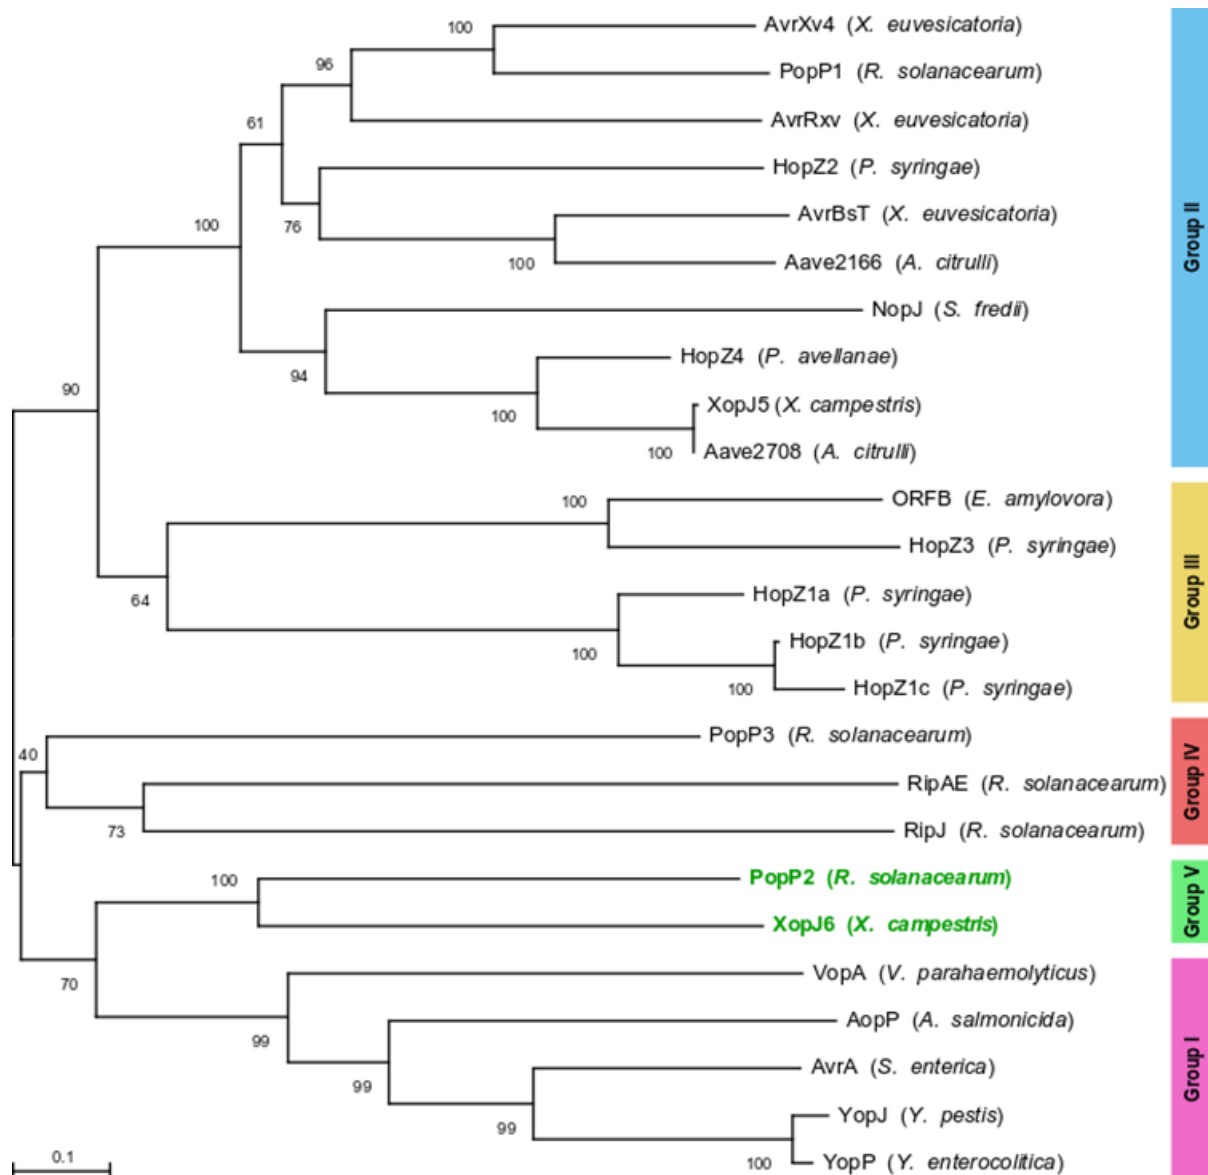 100
AvrXv4 (X. euvesicatoria)
96
PopP1 (R. solanacearum)
61
AvrRxv (X. euvesicatoria)
HopZ2 (P. syringae)
100
76
AvrBsT (X. euvesicatoria)
100
Aave2166 (A. citrulli)
NopJ (S. fredii)
94
HopZ4 (P. avellanae)
90
100
XopJ5 (X. campestris)
100
Aave2708 (A. citrulli)
Group II
100
ORFB (E. amylovora)
HopZ3 (P. syringae)
64
HopZ1a (P. syringae)
100
HopZ1b (P. syringae)
100
HopZ1c (P. syringae)
Group III
40
PopP3 (R. solanacearum)
RipAE (R. solanacearum)
73
RipJ (R. solanacearum)
Group IV
100
PopP2 (R. solanacearum)
XopJ6 (X. campestris)
Group V
70
VopA (V. parahaemolyticus)
99
AopP (A. salmonicida)
99
AvrA (S. enterica)
99
YopJ (Y. pestis)
100
YopP (Y. enterocolitica)
Group I
0.1